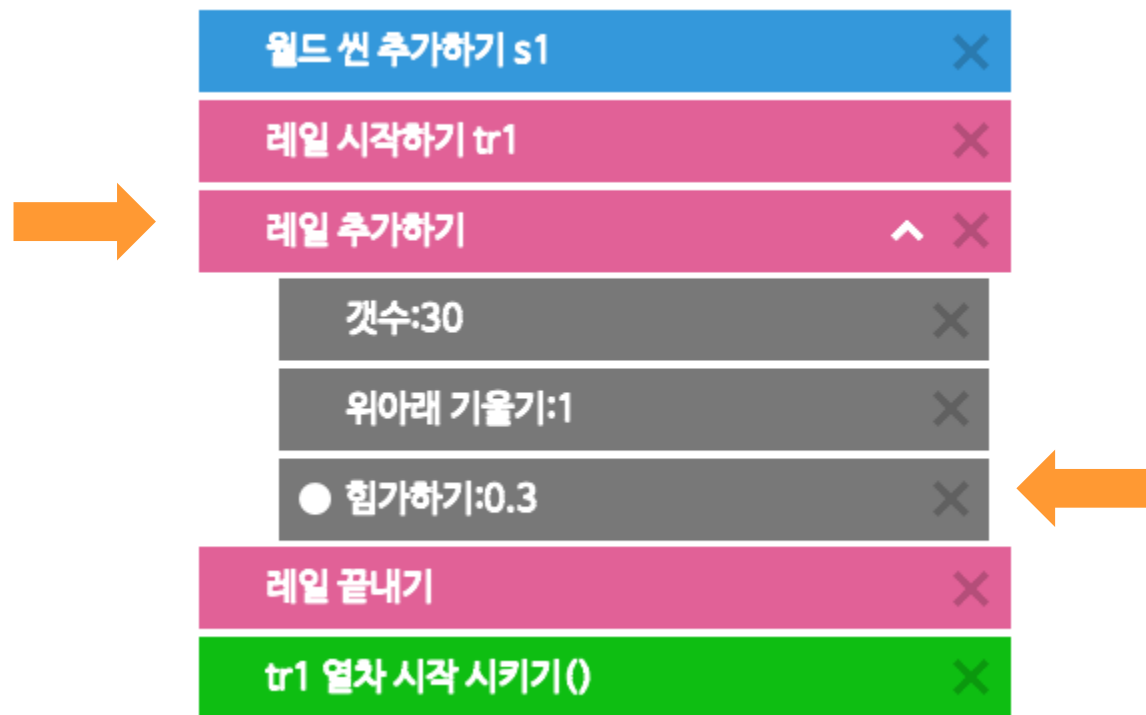 월드 씬 추가하기 s1
레일 시작하기 tr1
레일 추가하기
갯수:30
위아래 기울기:1
힘가하기:0.3
레일 끝내기
tr1 열차 시작 시키기()